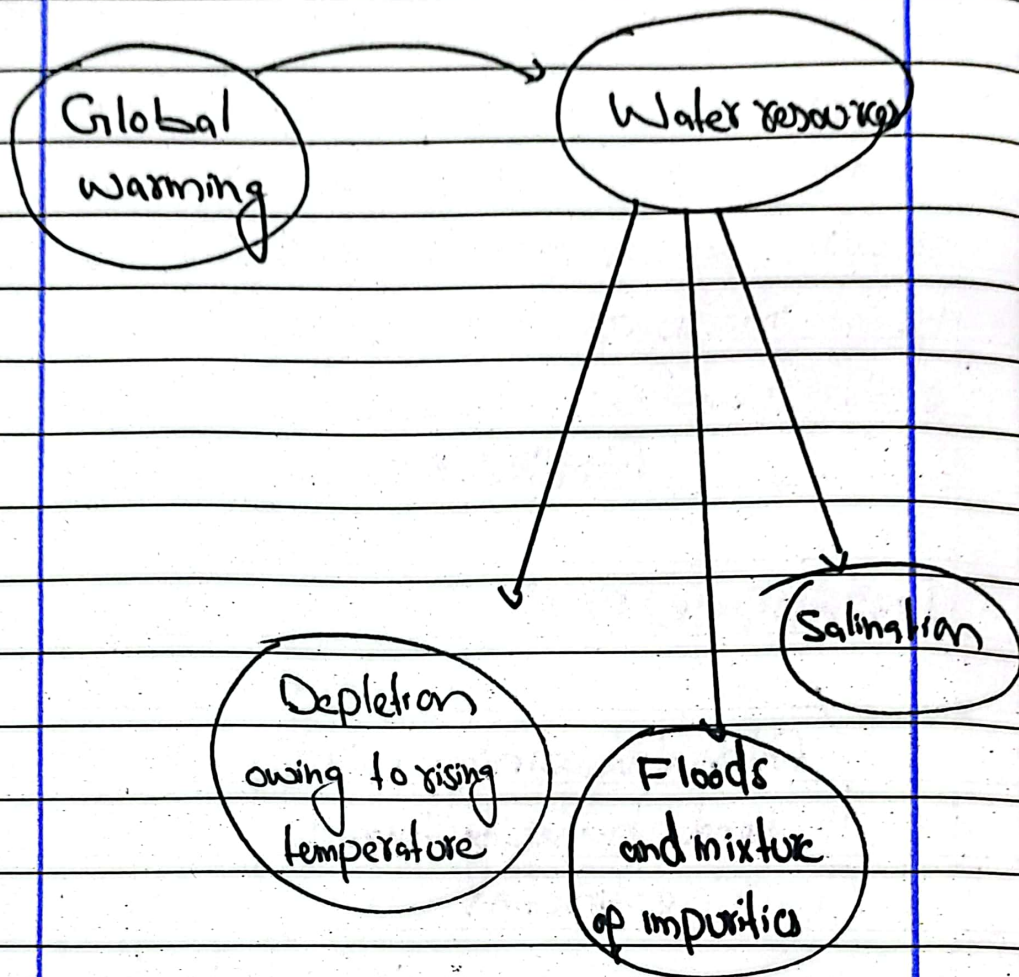 Global
warming
Water resources
Salination
Depletion
owing to rising
temperature
Floods
and mixture
of impurities